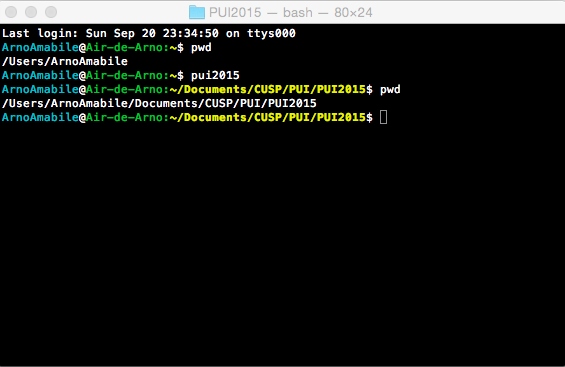 PUI2015 — bash — 80×24
Last login: Sun Sep 20 23:34:50 on ttys000
ArnoAmabile@Air-de-Arno:~$ pwd
/Users/ArnoAmabile
ArnoAmabile@Air-de-Arno:~$ pui2015
ArnoAmabile@Air-de-Arno:~/Documents/CUSP/PUI/PUI2015$ pwd
/Users/ArnoAmabile/Documents/CUSP/PUI/PUI2015
ArnoAmabile@Air-de-Arno:~/Documents/CUSP/PUI/PUI2015$